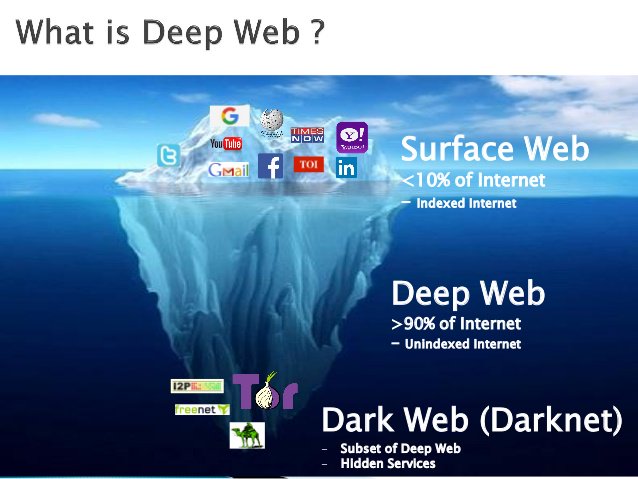 What is Deep Web ?
YouTube
TIMES
NOW
YAHOO!
Gmail
TOI
in
Surface Web
<10% of Internet
- Indexed Internet
Deep Web
>90% of Internet
- Unindexed Internet
I2P
Tor
freenet
Dark Web (Darknet)
- Subset of Deep Web
- Hidden Services